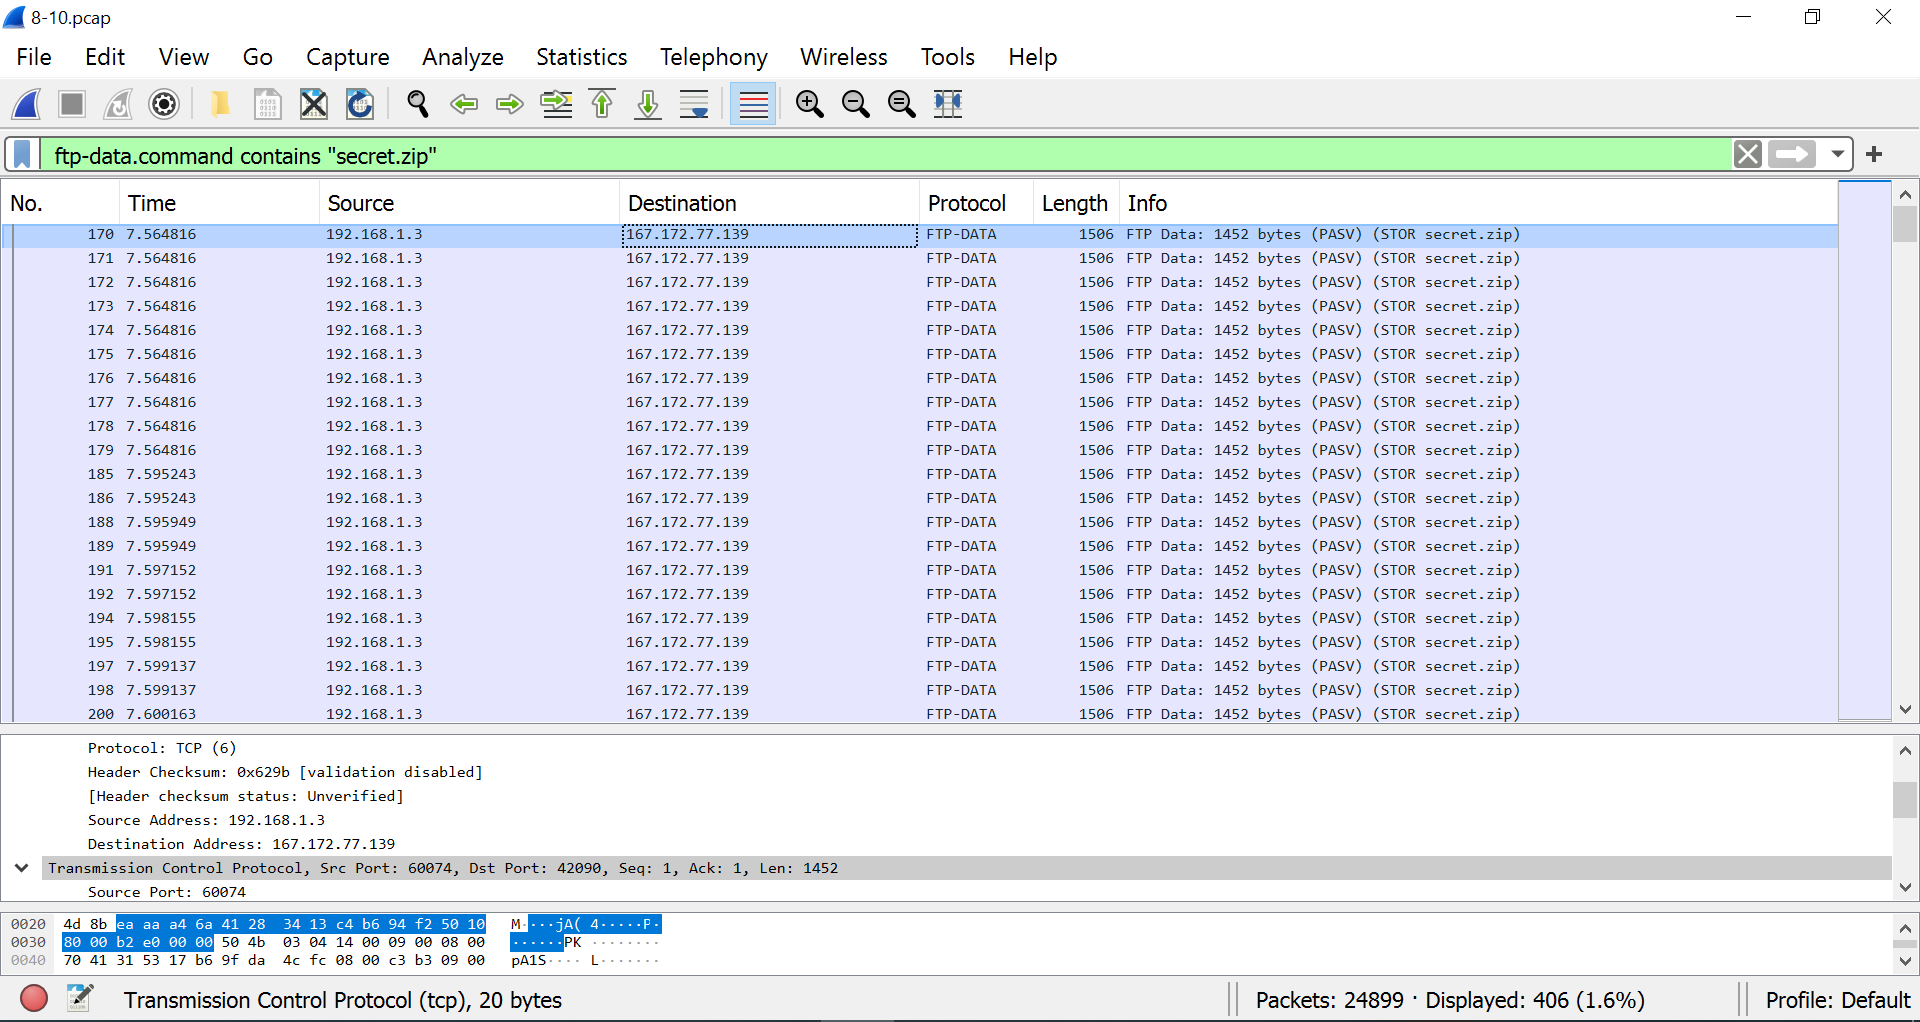 8-10.pcap
File Edit View Go Capture Analyze Statistics Telephony Wireless Tools Help
ftp-data.command contains "secret.zip"
No. Time Source Destination Protocol Length Info
170 7.564816 192.168.1.3 167.172.77.139 FTP-DATA 1506 FTP Data: 1452 bytes (PASV) (STOR secret.zip)
171 7.564816 192.168.1.3 167.172.77.139 FTP-DATA 1506 FTP Data: 1452 bytes (PASV) (STOR secret.zip)
172 7.564816 192.168.1.3 167.172.77.139 FTP-DATA 1506 FTP Data: 1452 bytes (PASV) (STOR secret.zip)
173 7.564816 192.168.1.3 167.172.77.139 FTP-DATA 1506 FTP Data: 1452 bytes (PASV) (STOR secret.zip)
174 7.564816 192.168.1.3 167.172.77.139 FTP-DATA 1506 FTP Data: 1452 bytes (PASV) (STOR secret.zip)
175 7.564816 192.168.1.3 167.172.77.139 FTP-DATA 1506 FTP Data: 1452 bytes (PASV) (STOR secret.zip)
176 7.564816 192.168.1.3 167.172.77.139 FTP-DATA 1506 FTP Data: 1452 bytes (PASV) (STOR secret.zip)
177 7.564816 192.168.1.3 167.172.77.139 FTP-DATA 1506 FTP Data: 1452 bytes (PASV) (STOR secret.zip)
178 7.564816 192.168.1.3 167.172.77.139 FTP-DATA 1506 FTP Data: 1452 bytes (PASV) (STOR secret.zip)
179 7.564816 192.168.1.3 167.172.77.139 FTP-DATA 1506 FTP Data: 1452 bytes (PASV) (STOR secret.zip)
185 7.595243 192.168.1.3 167.172.77.139 FTP-DATA 1506 FTP Data: 1452 bytes (PASV) (STOR secret.zip)
186 7.595243 192.168.1.3 167.172.77.139 FTP-DATA 1506 FTP Data: 1452 bytes (PASV) (STOR secret.zip)
188 7.595949 192.168.1.3 167.172.77.139 FTP-DATA 1506 FTP Data: 1452 bytes (PASV) (STOR secret.zip)
189 7.595949 192.168.1.3 167.172.77.139 FTP-DATA 1506 FTP Data: 1452 bytes (PASV) (STOR secret.zip)
191 7.597152 192.168.1.3 167.172.77.139 FTP-DATA 1506 FTP Data: 1452 bytes (PASV) (STOR secret.zip)
192 7.597152 192.168.1.3 167.172.77.139 FTP-DATA 1506 FTP Data: 1452 bytes (PASV) (STOR secret.zip)
194 7.598155 192.168.1.3 167.172.77.139 FTP-DATA 1506 FTP Data: 1452 bytes (PASV) (STOR secret.zip)
195 7.598155 192.168.1.3 167.172.77.139 FTP-DATA 1506 FTP Data: 1452 bytes (PASV) (STOR secret.zip)
197 7.599137 192.168.1.3 167.172.77.139 FTP-DATA 1506 FTP Data: 1452 bytes (PASV) (STOR secret.zip)
198 7.599137 192.168.1.3 167.172.77.139 FTP-DATA 1506 FTP Data: 1452 bytes (PASV) (STOR secret.zip)
200 7.600163 192.168.1.3 167.172.77.139 FTP-DATA 1506 FTP Data: 1452 bytes (PASV) (STOR secret.zip)
Protocol: TCP (6)
Header Checksum: 0x629b [validation disabled]
[Header checksum status: Unverified]
Source Address: 192.168.1.3
Destination Address: 167.172.77.139
Transmission Control Protocol, Src Port: 60074, Dst Port: 42090, Seq: 1, Ack: 1, Len: 1452
Source Port: 60074
0020 4d 8b ea aa a4 6a 41 28 34 13 c4 b6 94 f2 50 10 M····jA( 4·····P·
0030 80 00 b2 e0 00 00 50 4b 03 04 14 00 09 00 08 00 ······PK ········
0040 70 41 31 53 17 b6 9f da 4c fc 08 00 c3 b3 09 00 pA1S···· L·······
Transmission Control Protocol (tcp), 20 bytes
Packets: 24899 · Displayed: 406 (1.6%)
Profile: Default